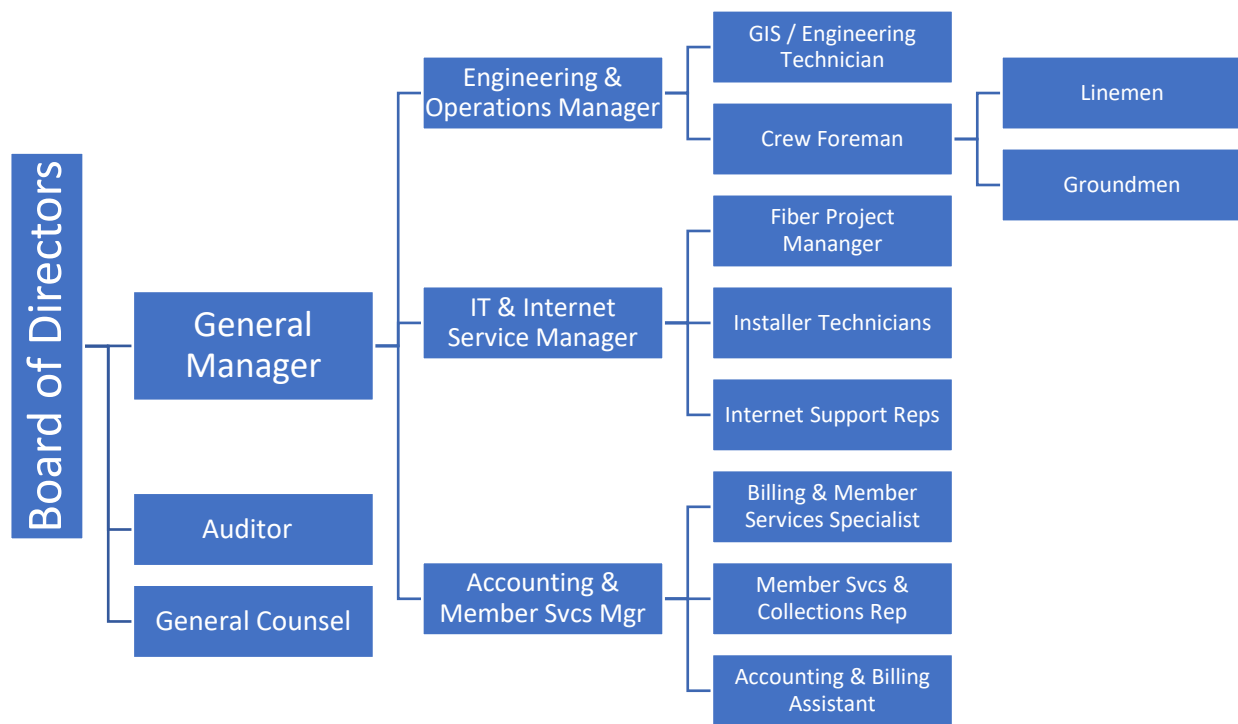 Board of Directors
General
Manager
Auditor
General Counsel
Engineering &
Operations Manager
IT & Internet
Service Manager
Accounting &
Member Svcs Mgr
GIS / Engineering
Technician
Crew Foreman
Fiber Project
Mananger
Installer Technicians
Internet Support Reps
Billing & Member
Services Specialist
Member Svcs &
Collections Rep
Accounting & Billing
Assistant
Linemen
Groundmen